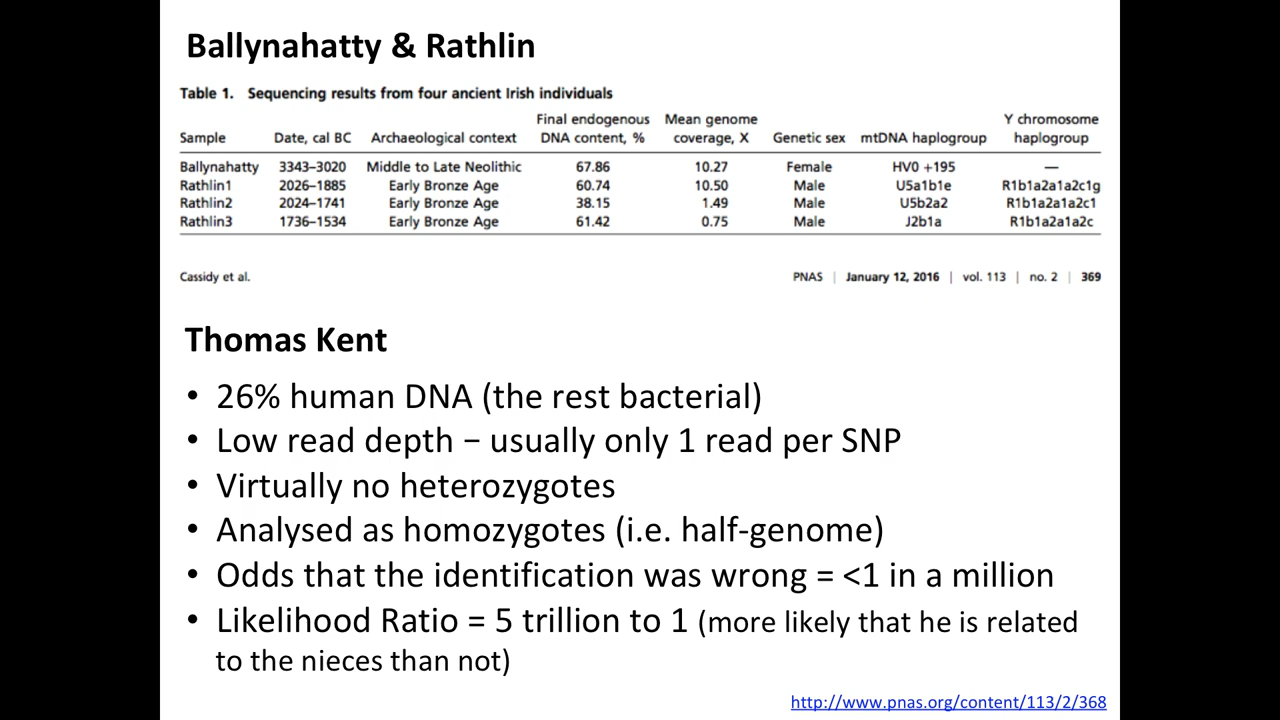 Ballynahatty & Rathlin
Table 1. Sequencing results from four ancient Irish individuals
Final endogenous Mean genome Y chromosome
Sample Date, cal BC Archaeological context DNA content, % coverage, X Genetic sex mtDNA haplogroup haplogroup
Ballynahatty 3343–3020 Middle to Late Neolithic 67.86 10.27 Female HV0 +195 —
Rathlin1 2026–1885 Early Bronze Age 60.74 10.50 Male U5a1b1e R1b1a2a1a2c1g
Rathlin2 2024–1741 Early Bronze Age 38.15 1.49 Male U5b2a2 R1b1a2a1a2c1
Rathlin3 1736–1534 Early Bronze Age 61.42 0.75 Male J2b1a R1b1a2a1a2c
Cassidy et al. PNAS | January 12, 2016 | vol. 113 | no. 2 | 369
Thomas Kent
• 26% human DNA (the rest bacterial)
• Low read depth – usually only 1 read per SNP
• Virtually no heterozygotes
• Analysed as homozygotes (i.e. half-genome)
• Odds that the identification was wrong = <1 in a million
• Likelihood Ratio = 5 trillion to 1 (more likely that he is related
to the nieces than not)
http://www.pnas.org/content/113/2/368